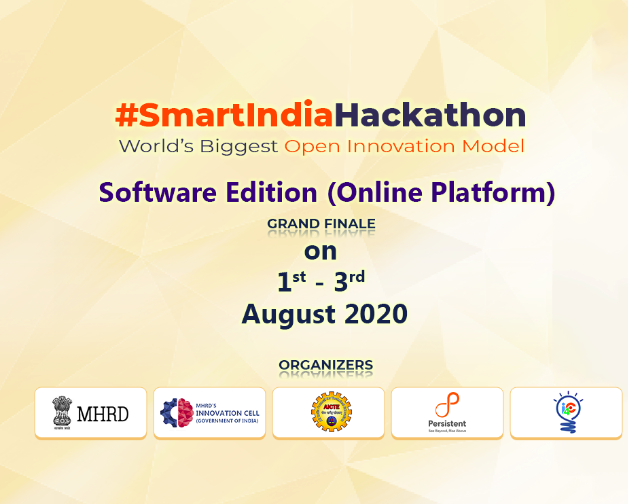 #SmartIndiaHackathon
World's Biggest Open Innovation Model
Software Edition (Online Platform)
GRAND FINALE
on
1st - 3rd
August 2020
ORGANIZERS
MHRD
MHRD'S
INNOVATION CELL
(GOVERNMENT OF INDIA)
AICTE
Persistent